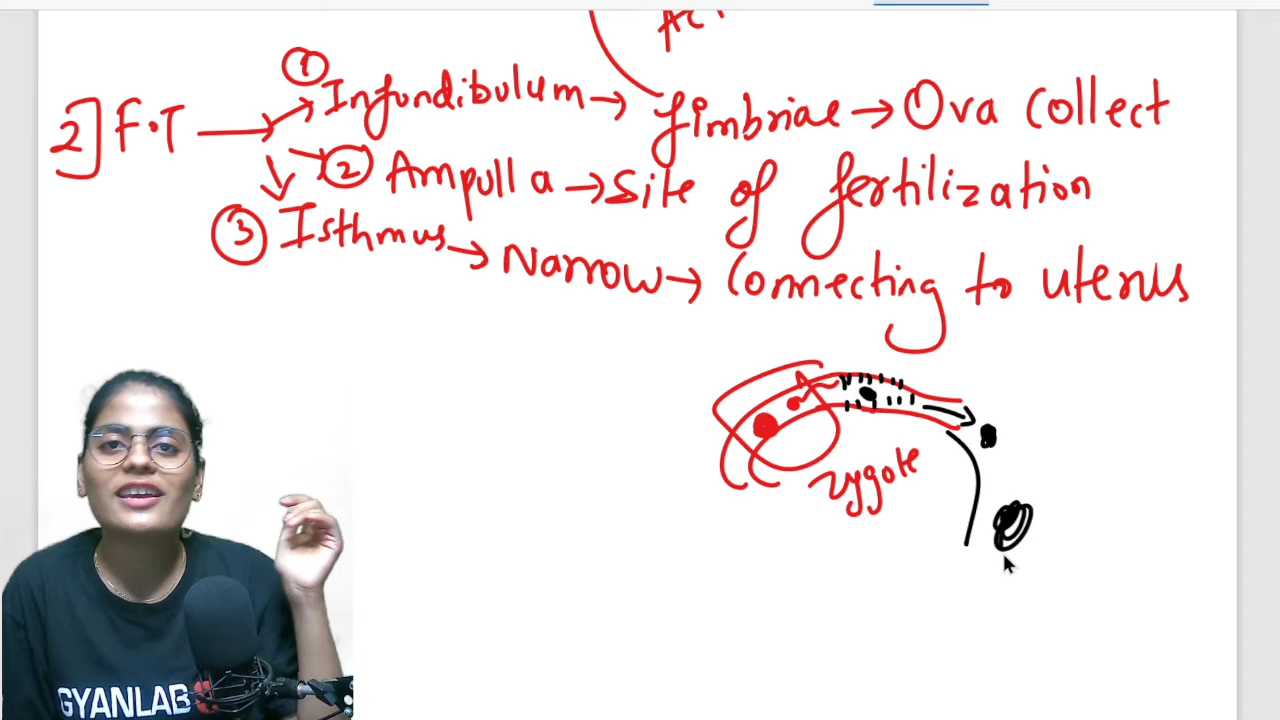 2] F.T → ① Infundibulum → fimbriae → Ova collect
② Ampulla → Site of fertilization
③ Isthmus → Narrow → Connecting to uterus
zygote
GYANLAB